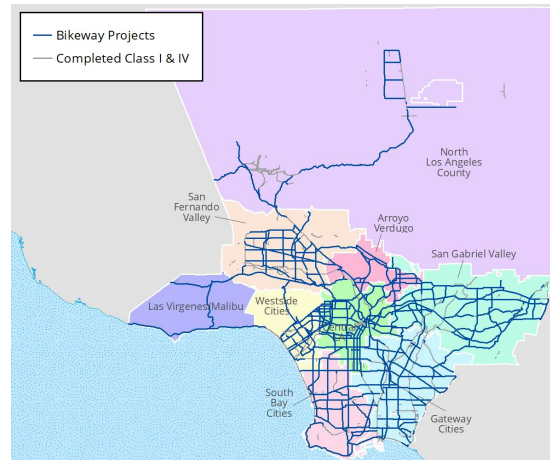 Bikeway Projects
Completed Class I & IV
North
Los Angeles
County
San
Fernando
Valley
Arroyo
Verdugo
San Gabriel Valley
Las Virgenes/Malibu
Westside
Cities
Central
LA
South
Bay
Cities
Gateway
Cities